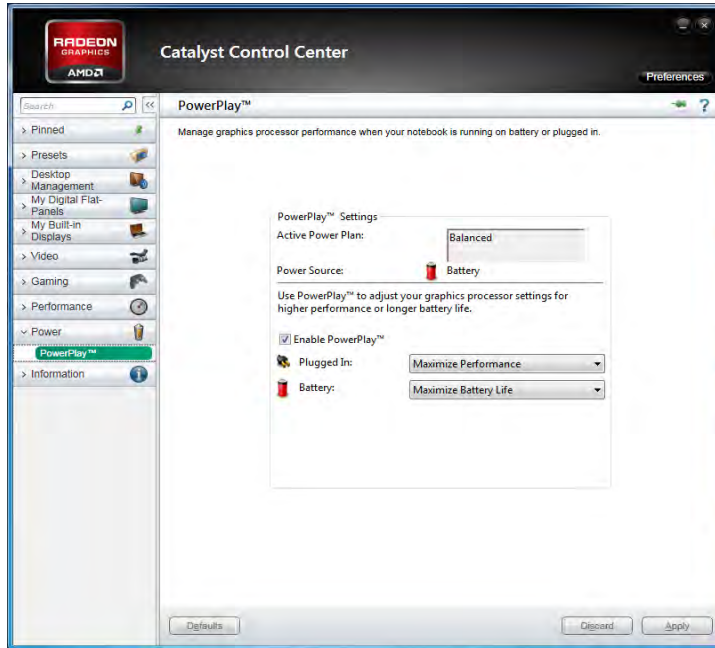 RADEON
GRAPHICS
AMD
Catalyst Control Center
Preferences
Search
<<
PowerPlay™
?
> Pinned
> Presets
> Desktop
Management
> My Digital Flat-
Panels
> My Built-in
Displays
> Video
> Gaming
> Performance
Power
PowerPlay™
> Information
Manage graphics processor performance when your notebook is running on battery or plugged in.
PowerPlay™ Settings
Active Power Plan:
Balanced
Power Source:
Battery
Use PowerPlay™ to adjust your graphics processor settings for
higher performance or longer battery life.
Enable PowerPlay™
Plugged In:
Maximize Performance
Battery:
Maximize Battery Life
Defaults
Discard
Apply